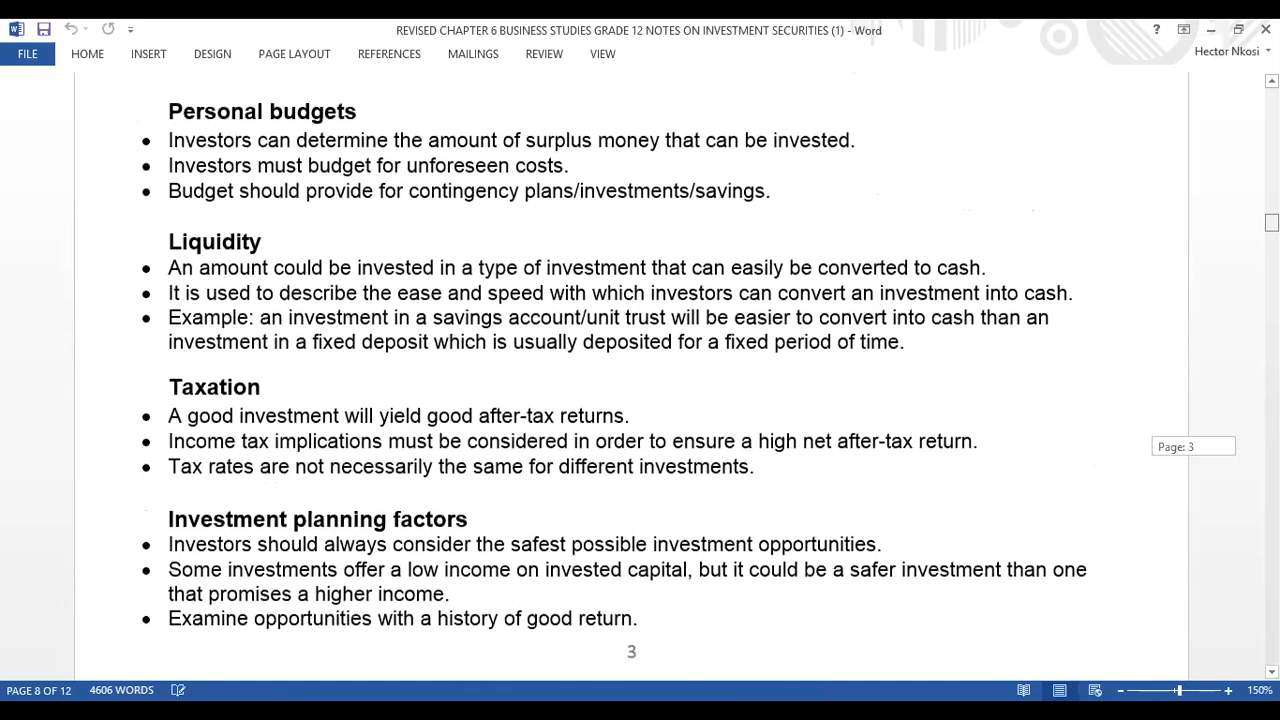 REVISED CHAPTER 6 BUSINESS STUDIES GRADE 12 NOTES ON INVESTMENT SECURITIES (1) - Word
FILE HOME INSERT DESIGN PAGE LAYOUT REFERENCES MAILINGS REVIEW VIEW Hector Nkosi
Personal budgets
• Investors can determine the amount of surplus money that can be invested.
• Investors must budget for unforeseen costs.
• Budget should provide for contingency plans/investments/savings.
Liquidity
• An amount could be invested in a type of investment that can easily be converted to cash.
• It is used to describe the ease and speed with which investors can convert an investment into cash.
• Example: an investment in a savings account/unit trust will be easier to convert into cash than an
investment in a fixed deposit which is usually deposited for a fixed period of time.
Taxation
• A good investment will yield good after-tax returns.
• Income tax implications must be considered in order to ensure a high net after-tax return.
Page: 3
• Tax rates are not necessarily the same for different investments.
Investment planning factors
• Investors should always consider the safest possible investment opportunities.
• Some investments offer a low income on invested capital, but it could be a safer investment than one
that promises a higher income.
• Examine opportunities with a history of good return.
3
PAGE 8 OF 12 4606 WORDS 150%